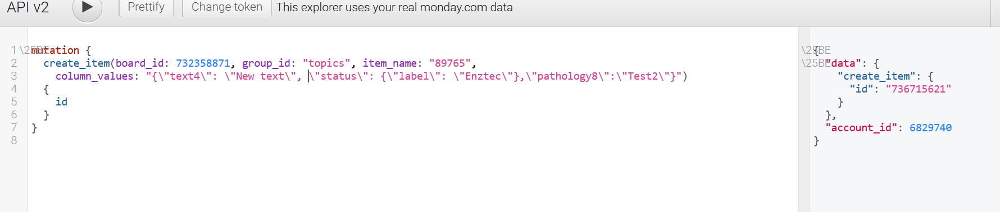 API v2 Prettify Change token This explorer uses your real monday.com data
1 \25BE mutation {
2 create_item(board_id: 732358871, group_id: "topics", item_name: "89765",
3 column_values: "{\"text4\": \"New text\", \"status\": {\"label\": \"Enztec\"},\"pathology8\":\"Test2\"}")
4 {
5 id
6 }
7 }
8
\25BE {
\25BE "data": {
"create_item": {
"id": "736715621"
}
},
"account_id": 6829740
}